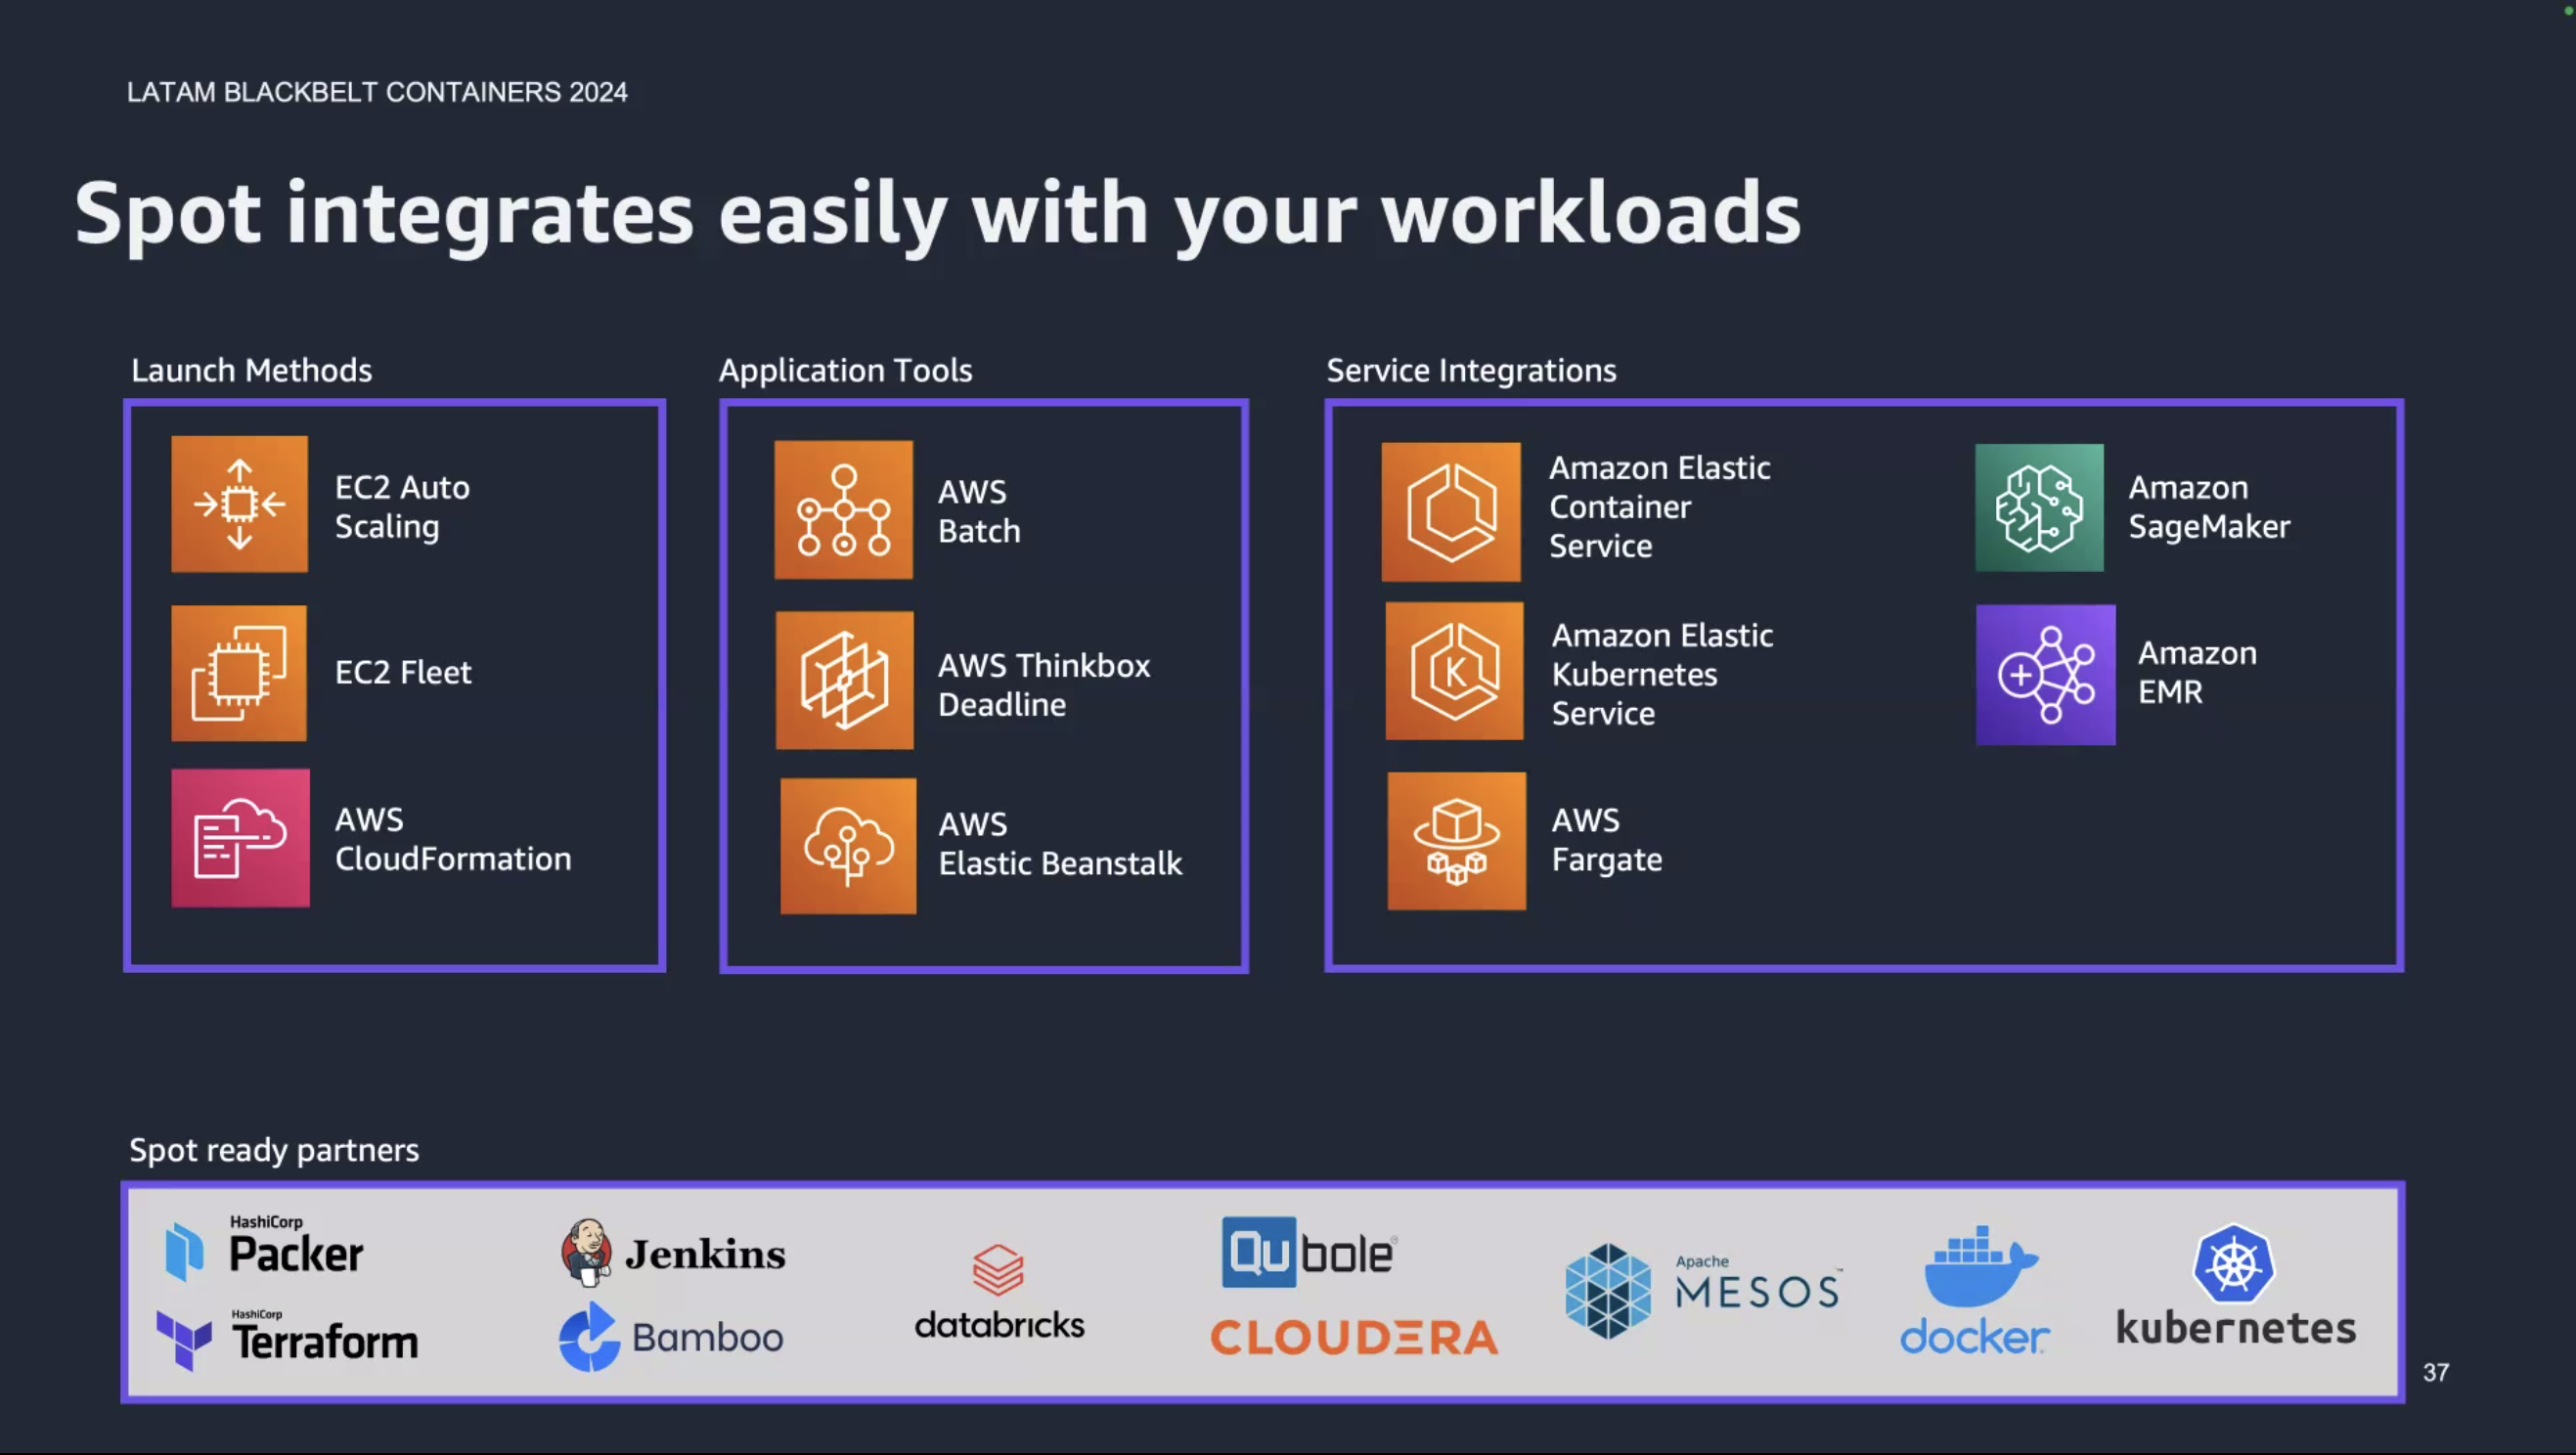 LATAM BLACKBELT CONTAINERS 2024
Spot integrates easily with your workloads
Launch Methods
EC2 Auto
Scaling
EC2 Fleet
AWS
CloudFormation
Application Tools
AWS
Batch
AWS Thinkbox
Deadline
AWS
Elastic Beanstalk
Service Integrations
Amazon Elastic
Container
Service
K
Amazon Elastic
Kubernetes
Service
AWS
Fargate
Amazon
SageMaker
Amazon
EMR
Spot ready partners
HashiCorp
Packer
HashiCorp
Terraform
Jenkins
Bamboo
databricks
Qubole®
CLOUDERA
Apache
MESOS™
docker
kubernetes
37